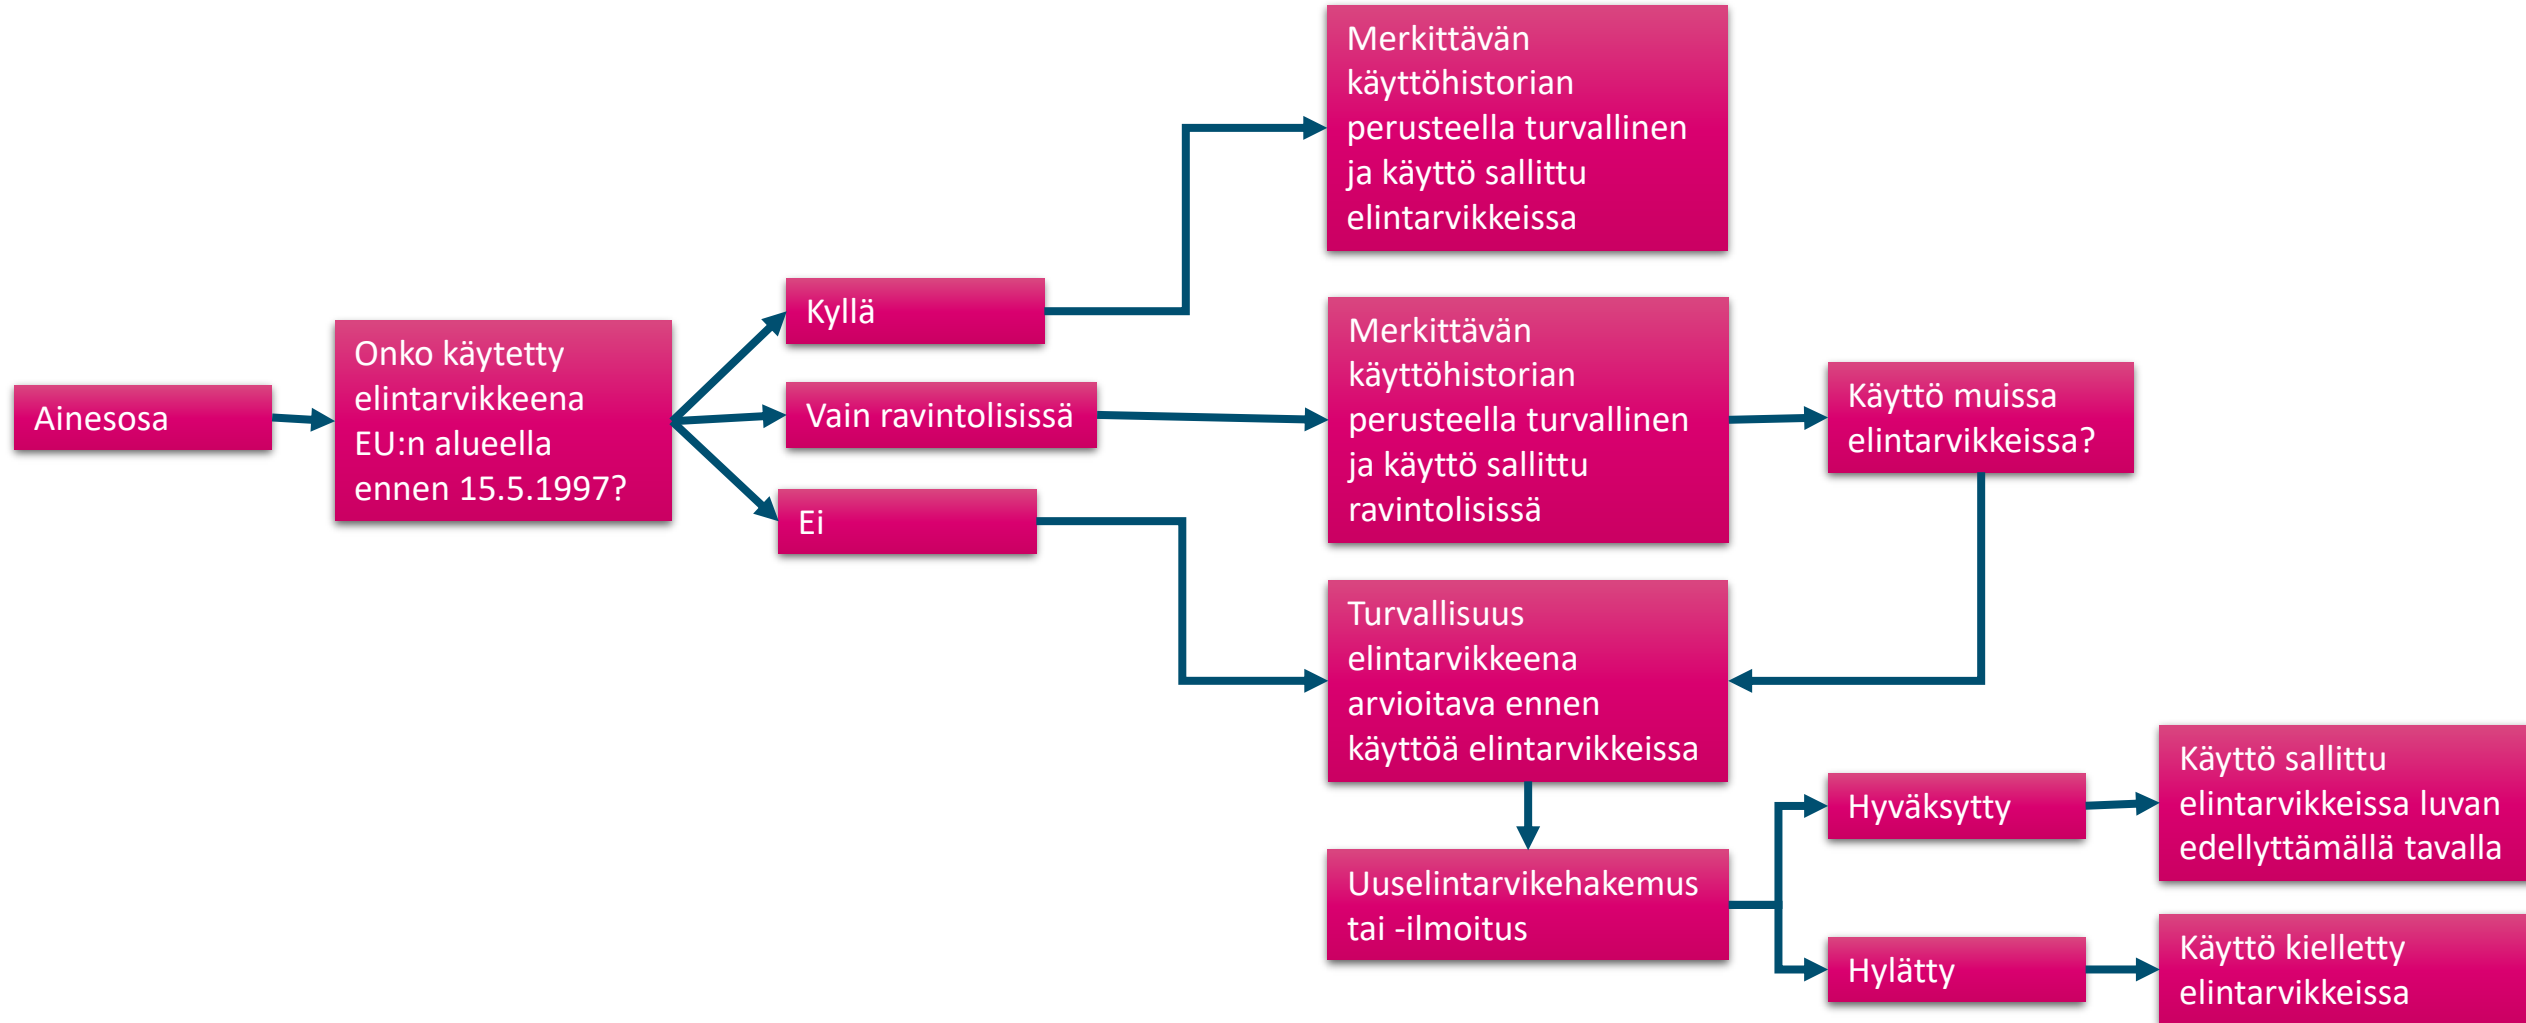 Ainesosa
Onko käytetty
elintarvikkeena
EU:n alueella
ennen 15.5.1997?
Kyllä
Vain ravintolisissä
Ei
Merkittävän
käyttöhistorian
perusteella turvallinen
ja käyttö sallittu
elintarvikkeissa
Merkittävän
käyttöhistorian
perusteella turvallinen
ja käyttö sallittu
ravintolisissä
Käyttö muissa
elintarvikkeissa?
Turvallisuus
elintarvikkeena
arvioitava ennen
käyttöä elintarvikkeissa
Uuselintarvikehakemus
tai -ilmoitus
Hyväksytty
Käyttö sallittu
elintarvikkeissa luvan
edellyttämällä tavalla
Hylätty
Käyttö kielletty
elintarvikkeissa